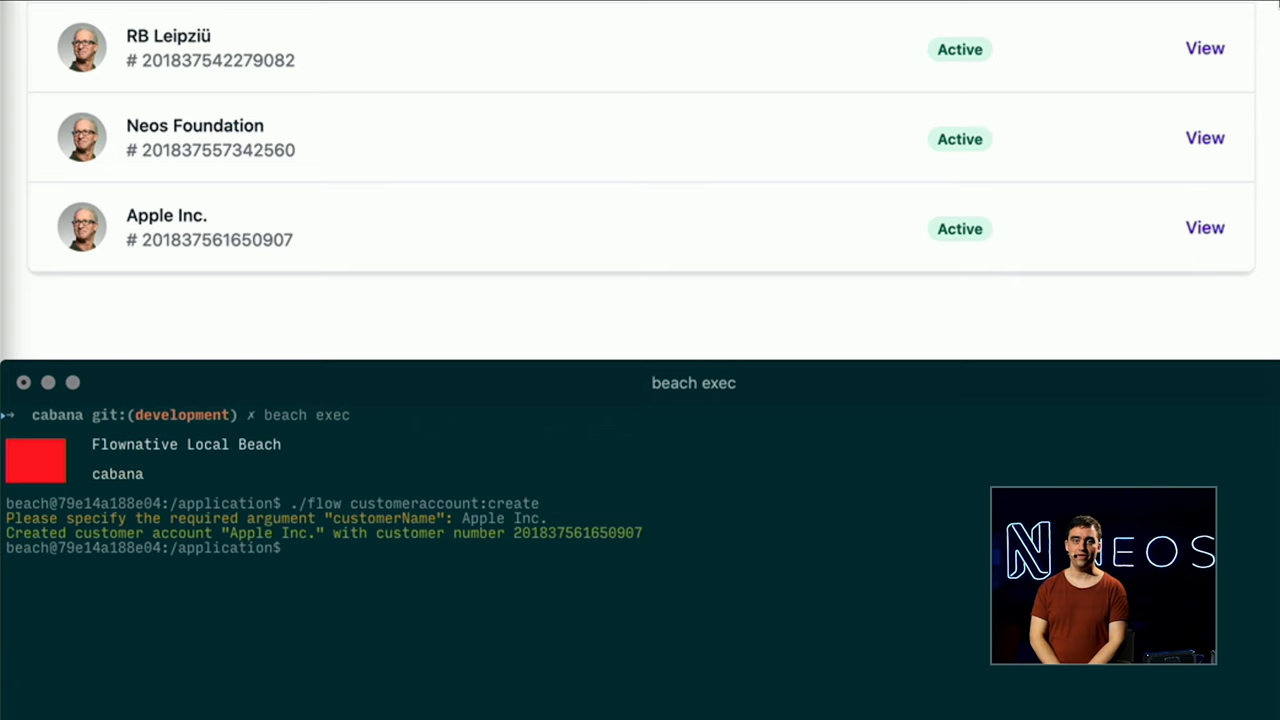 RB Leipziü
# 201837542279082
Active
View
Neos Foundation
# 201837557342560
Active
View
Apple Inc.
# 201837561650907
Active
View
beach exec
cabana git:(development) ✗ beach exec
Flownative Local Beach
cabana
beach@79e14a188e04:/application$ ./flow customeraccount:create
Please specify the required argument "customerName": Apple Inc.
Created customer account "Apple Inc." with customer number 201837561650907
beach@79e14a188e04:/application$
NEOS